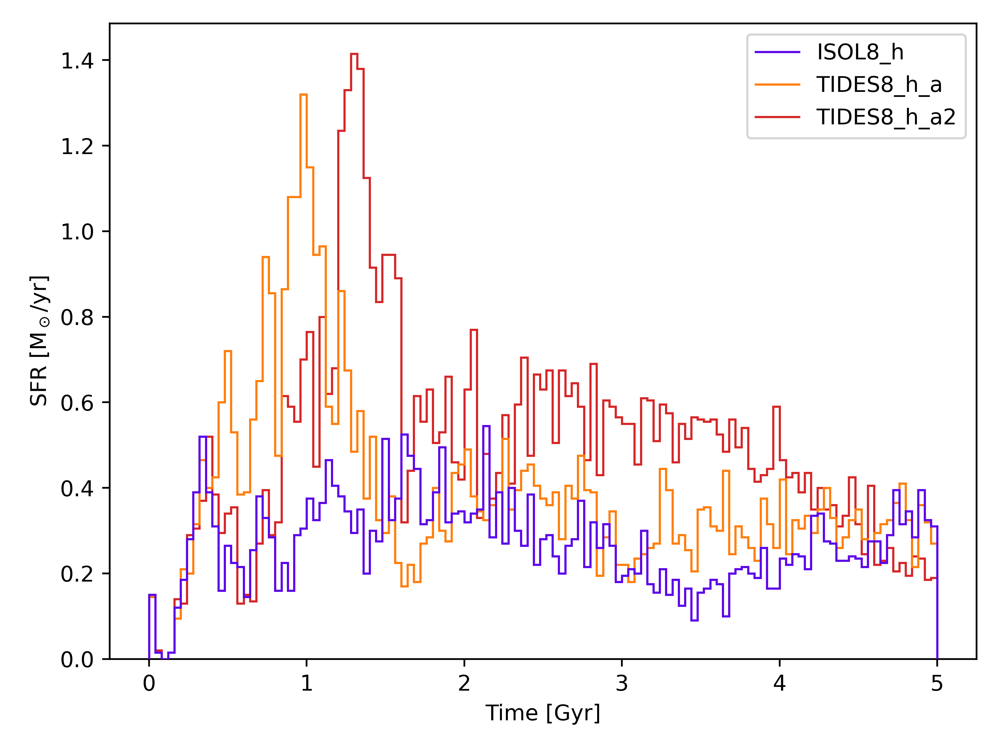 ISOL8_h
TIDES8_h_a
TIDES8_h_a2
1.4
1.2
1.0
0.8
0.6
0.4
0.2
0.0
SFR [M⊙/yr]
0 1 2 3 4 5
Time [Gyr]